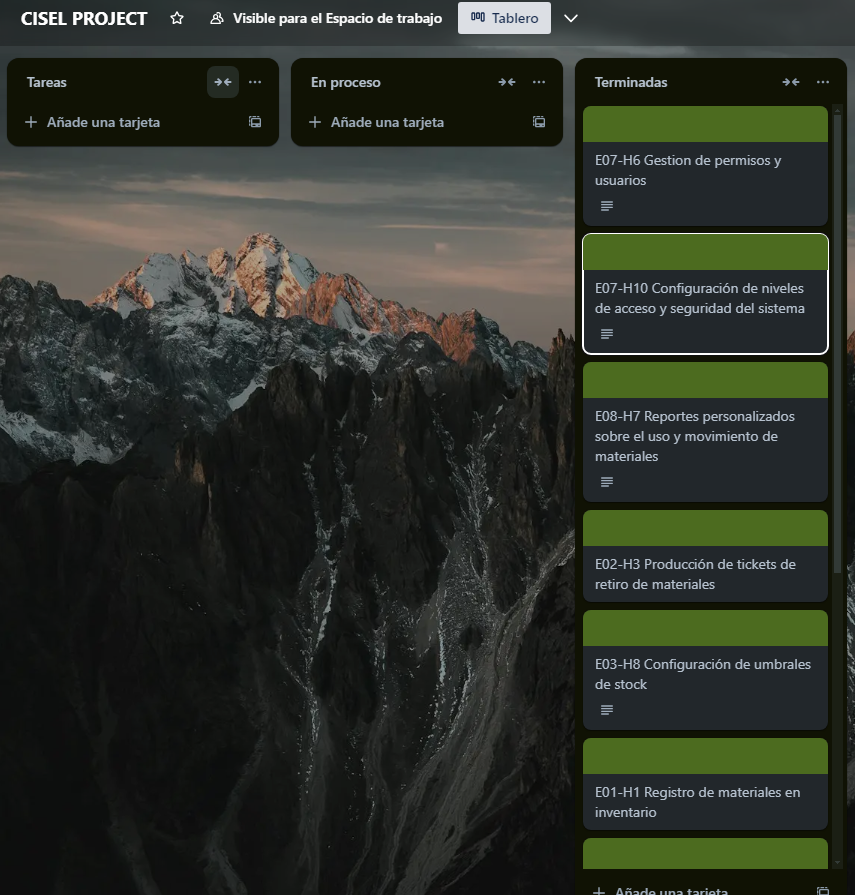 CISEL PROJECT
Visible para el Espacio de trabajo
Tablero
Tareas
Añade una tarjeta
En proceso
Añade una tarjeta
Terminadas
E07-H6 Gestion de permisos y
usuarios
E07-H10 Configuración de niveles
de acceso y seguridad del sistema
E08-H7 Reportes personalizados
sobre el uso y movimiento de
materiales
E02-H3 Producción de tickets de
retiro de materiales
E03-H8 Configuración de umbrales
de stock
E01-H1 Registro de materiales en
inventario
Añade una tarjeta